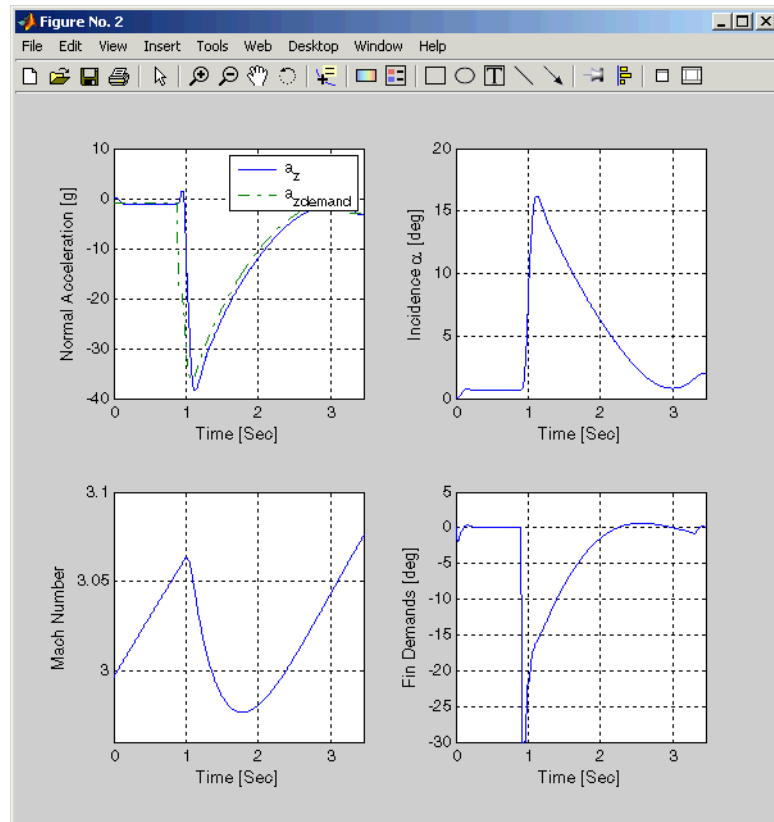 Figure No. 2
File Edit View Insert Tools Web Desktop Window Help
10
0
-10
-20
-30
-40
Normal Acceleration [g]
a_z
a_zdemand
0 1 2 3
Time [Sec]
20
15
10
5
0
Incidence α [deg]
0 1 2 3
Time [Sec]
3.1
3.05
3
Mach Number
0 1 2 3
Time [Sec]
5
0
-5
-10
-15
-20
-25
-30
Fin Demands [deg]
0 1 2 3
Time [Sec]